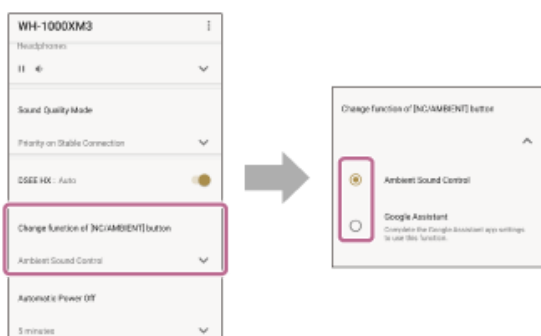 WH-1000XM3
Headphones
Sound Quality Mode
Priority on Stable Connection
DSEE HX : Auto
Change function of [NC/AMBIENT] button
Ambient Sound Control
Automatic Power Off
5 minutes
Change function of [NC/AMBIENT] button
Ambient Sound Control
Google Assistant
Complete the Google Assistant app settings
to use this function.